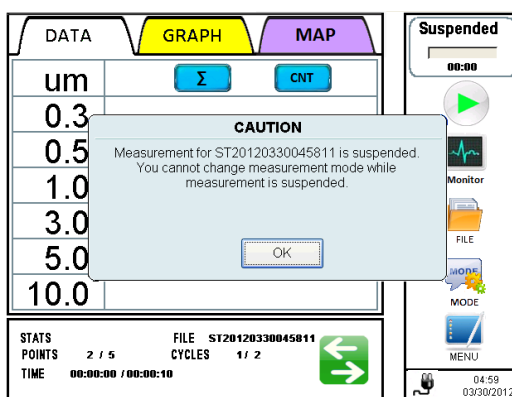 DATA
GRAPH
MAP
Suspended
00:00
um
Σ
CNT
0.3
0.5
1.0
3.0
5.0
10.0
CAUTION
Measurement for ST20120330045811 is suspended.
You cannot change measurement mode while
measurement is suspended.
OK
Monitor
FILE
MODE
MODE
MENU
STATS
FILE ST20120330045811
POINTS 2 / 5
CYCLES 1 / 2
TIME 00:00:00 / 00:00:10
04:59
03/30/2012